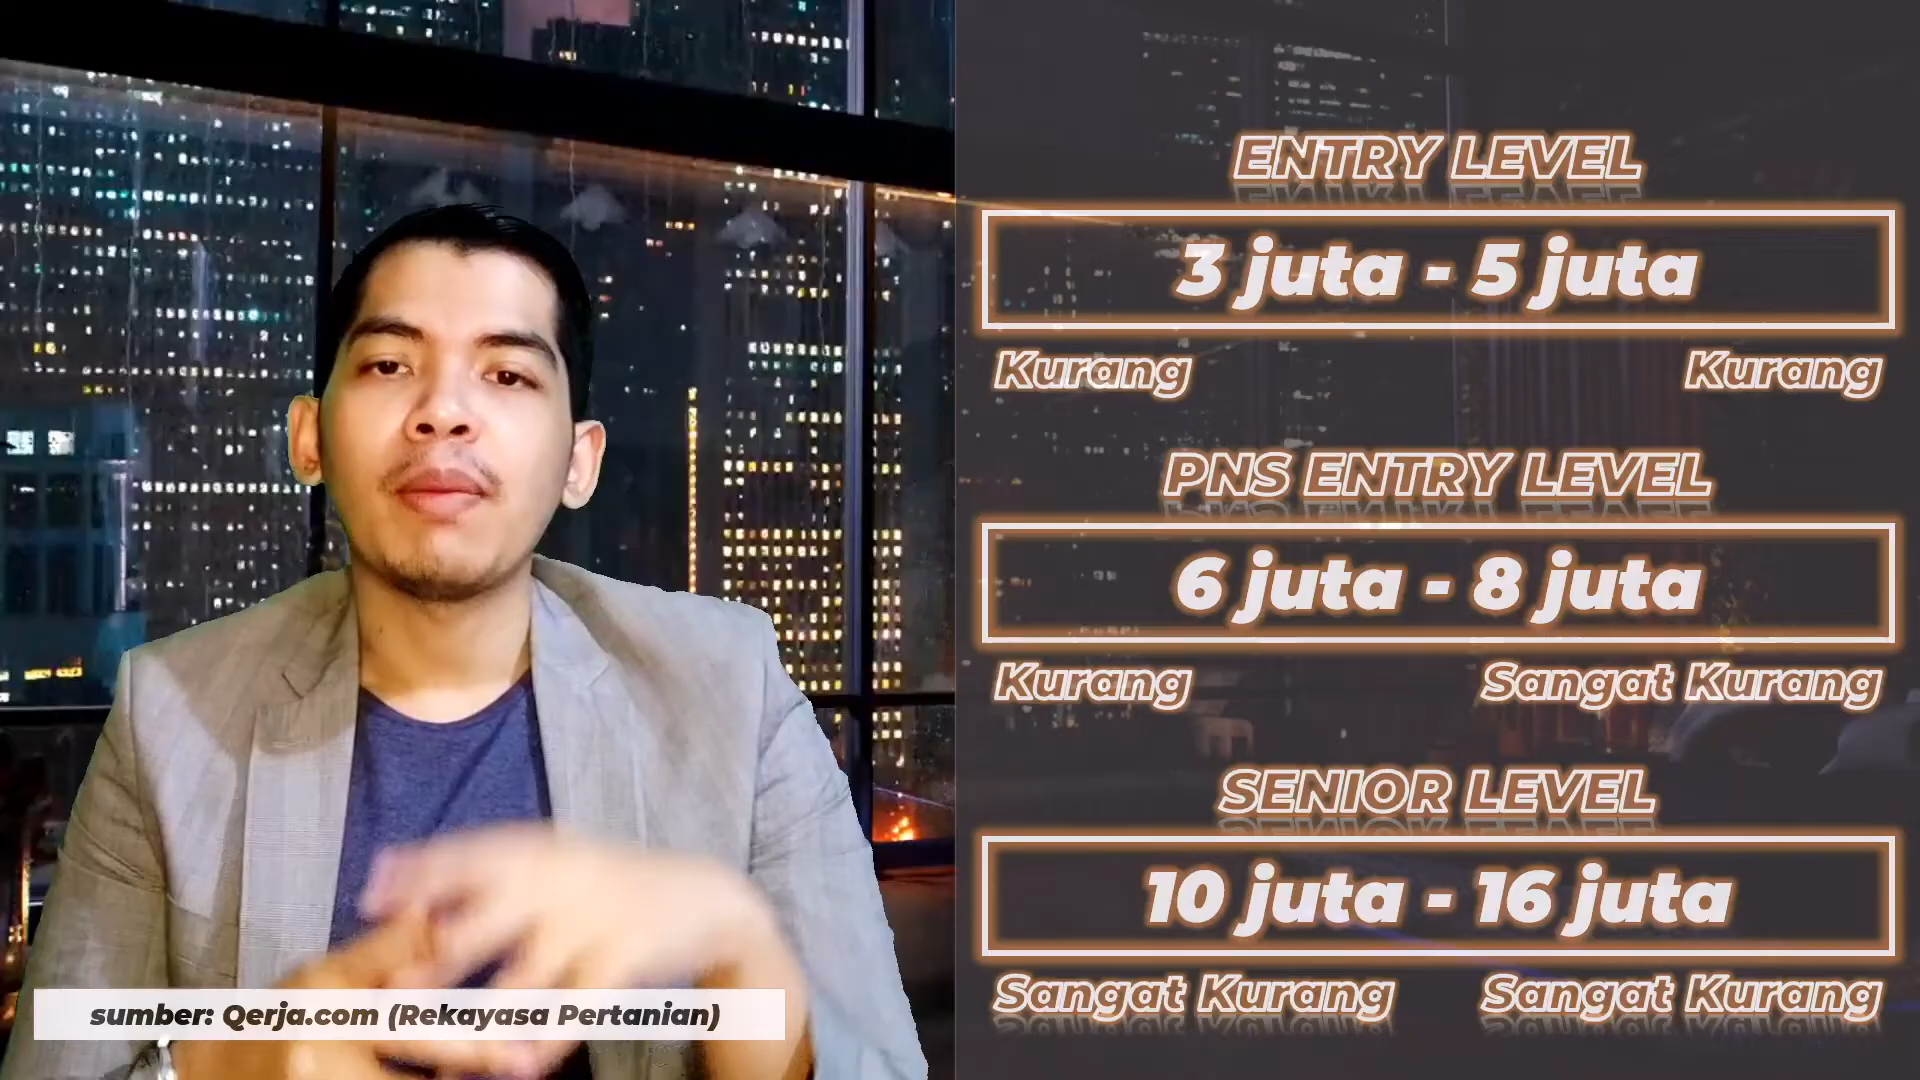 ENTRY LEVEL
3 juta - 5 juta
Kurang Kurang
PNS ENTRY LEVEL
6 juta - 8 juta
Kurang Sangat Kurang
SENIOR LEVEL
10 juta - 16 juta
Sangat Kurang Sangat Kurang
sumber: Qerja.com (Rekayasa Pertanian)